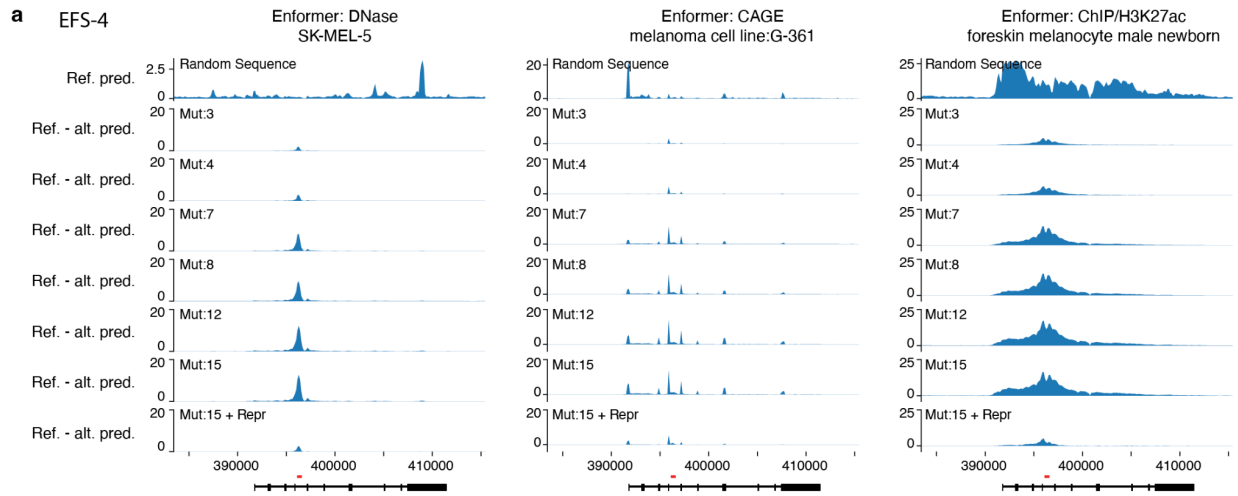 a EFS-4
Enformer: DNase
SK-MEL-5
Enformer: CAGE
melanoma cell line:G-361
Enformer: ChIP/H3K27ac
foreskin melanocyte male newborn
Ref. pred. 2.5 0 Random Sequence 20 0 Random Sequence 25 0 Random Sequence
Ref. - alt. pred. 20 0 Mut:3 20 0 Mut:3 25 0 Mut:3
Ref. - alt. pred. 20 0 Mut:4 20 0 Mut:4 25 0 Mut:4
Ref. - alt. pred. 20 0 Mut:7 20 0 Mut:7 25 0 Mut:7
Ref. - alt. pred. 20 0 Mut:8 20 0 Mut:8 25 0 Mut:8
Ref. - alt. pred. 20 0 Mut:12 20 0 Mut:12 25 0 Mut:12
Ref. - alt. pred. 20 0 Mut:15 20 0 Mut:15 25 0 Mut:15
Ref. - alt. pred. 20 0 Mut:15 + Repr 20 0 Mut:15 + Repr 25 0 Mut:15 + Repr
390000 400000 410000 390000 400000 410000 390000 400000 410000